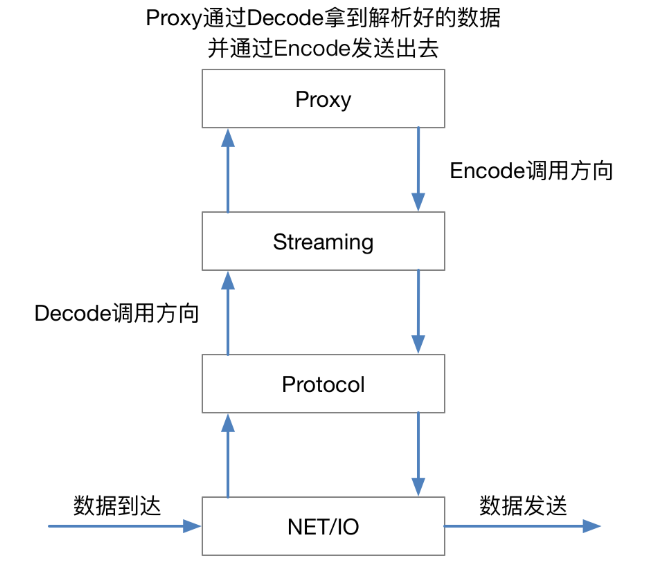 Proxy通过Decode拿到解析好的数据
并通过Encode发送出去
Proxy
Encode调用方向
Streaming
Decode调用方向
Protocol
数据到达
NET/IO
数据发送